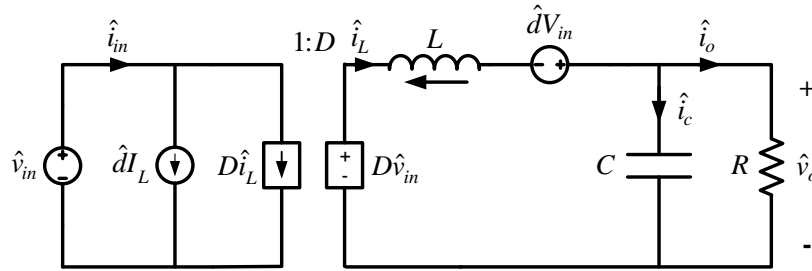 î_in
1:D
î_L
L
d̂V_in
î_o
+
î_c
v̂_in
+
-
d̂I_L
Dî_L
+
-
Dv̂_in
-
+
C
R
v̂_o
-